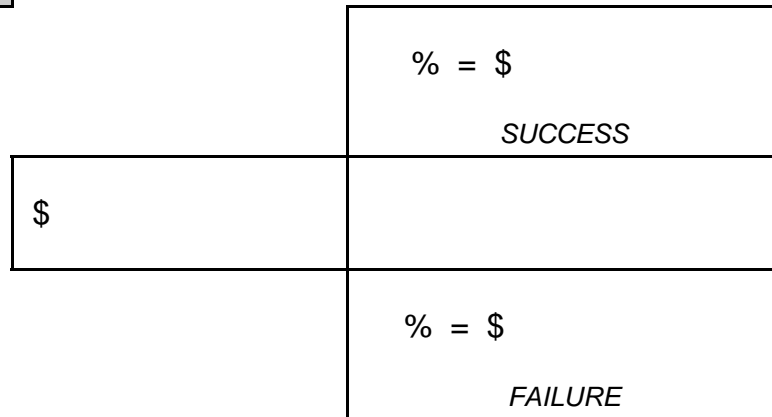 % = $
SUCCESS
$
% = $
FAILURE